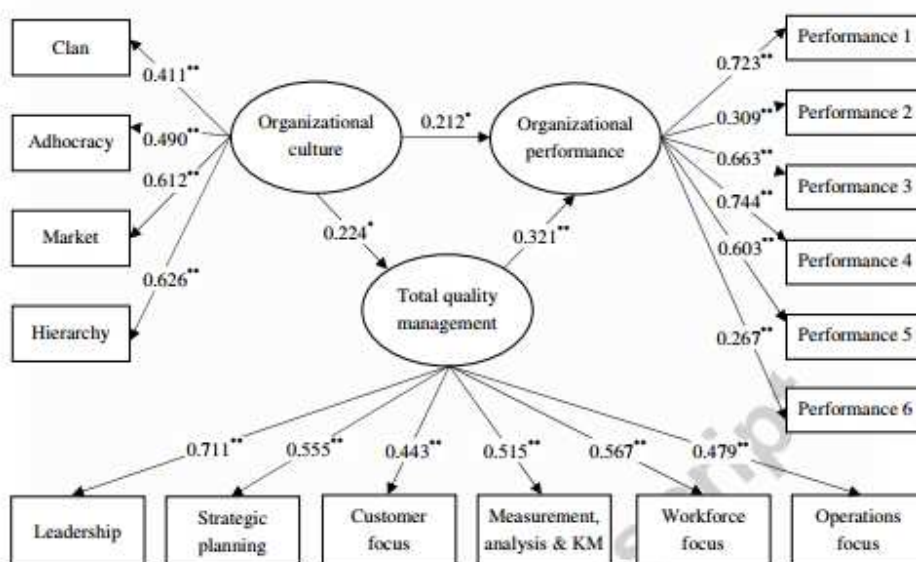 Clan
Adhocracy
Market
Hierarchy
0.411**
0.490**
0.612**
0.626**
Organizational
culture
0.212*
Organizational
performance
0.224*
0.321**
Total quality
management
0.723**
0.309**
0.663**
0.744**
0.603**
0.267**
Performance 1
Performance 2
Performance 3
Performance 4
Performance 5
Performance 6
0.711**
0.555**
0.443**
0.515**
0.567**
0.479**
Leadership
Strategic
planning
Customer
focus
Measurement,
analysis & KM
Workforce
focus
Operations
focus
script